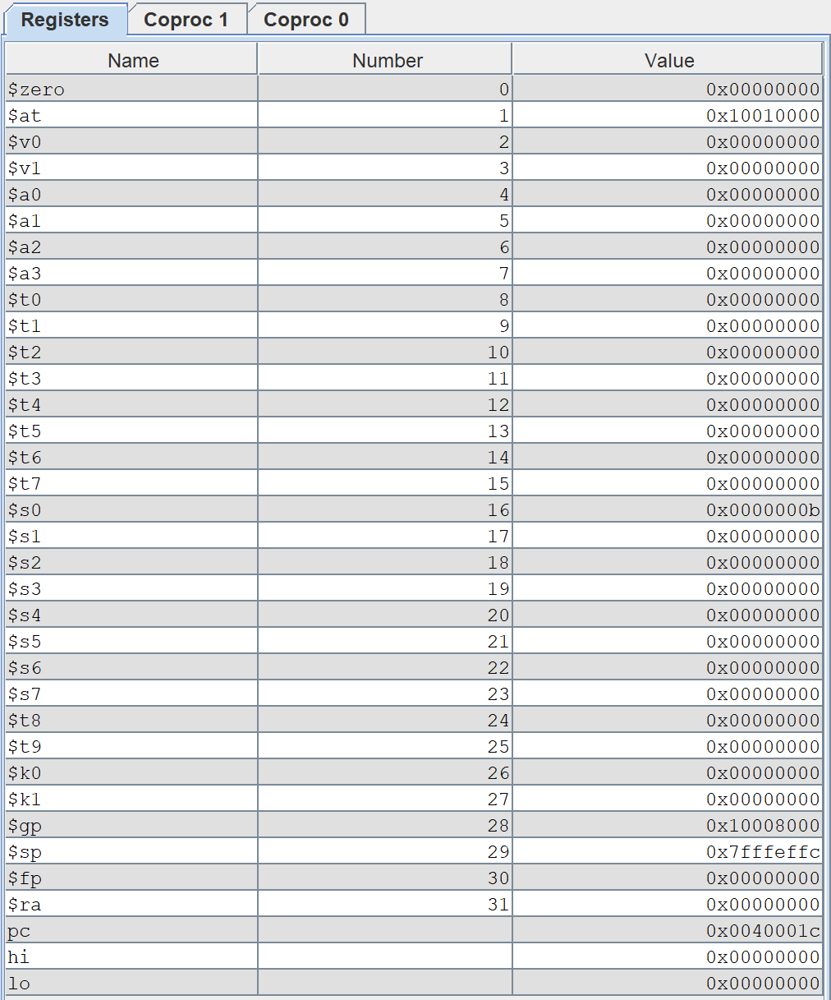 Registers Coproc 1 Coproc 0
Name Number Value
$zero 0 0x00000000
$at 1 0x10010000
$v0 2 0x00000000
$v1 3 0x00000000
$a0 4 0x00000000
$a1 5 0x00000000
$a2 6 0x00000000
$a3 7 0x00000000
$t0 8 0x00000000
$t1 9 0x00000000
$t2 10 0x00000000
$t3 11 0x00000000
$t4 12 0x00000000
$t5 13 0x00000000
$t6 14 0x00000000
$t7 15 0x00000000
$s0 16 0x0000000b
$s1 17 0x00000000
$s2 18 0x00000000
$s3 19 0x00000000
$s4 20 0x00000000
$s5 21 0x00000000
$s6 22 0x00000000
$s7 23 0x00000000
$t8 24 0x00000000
$t9 25 0x00000000
$k0 26 0x00000000
$k1 27 0x00000000
$gp 28 0x10008000
$sp 29 0x7fffeffc
$fp 30 0x00000000
$ra 31 0x00000000
pc 0x0040001c
hi 0x00000000
lo 0x00000000